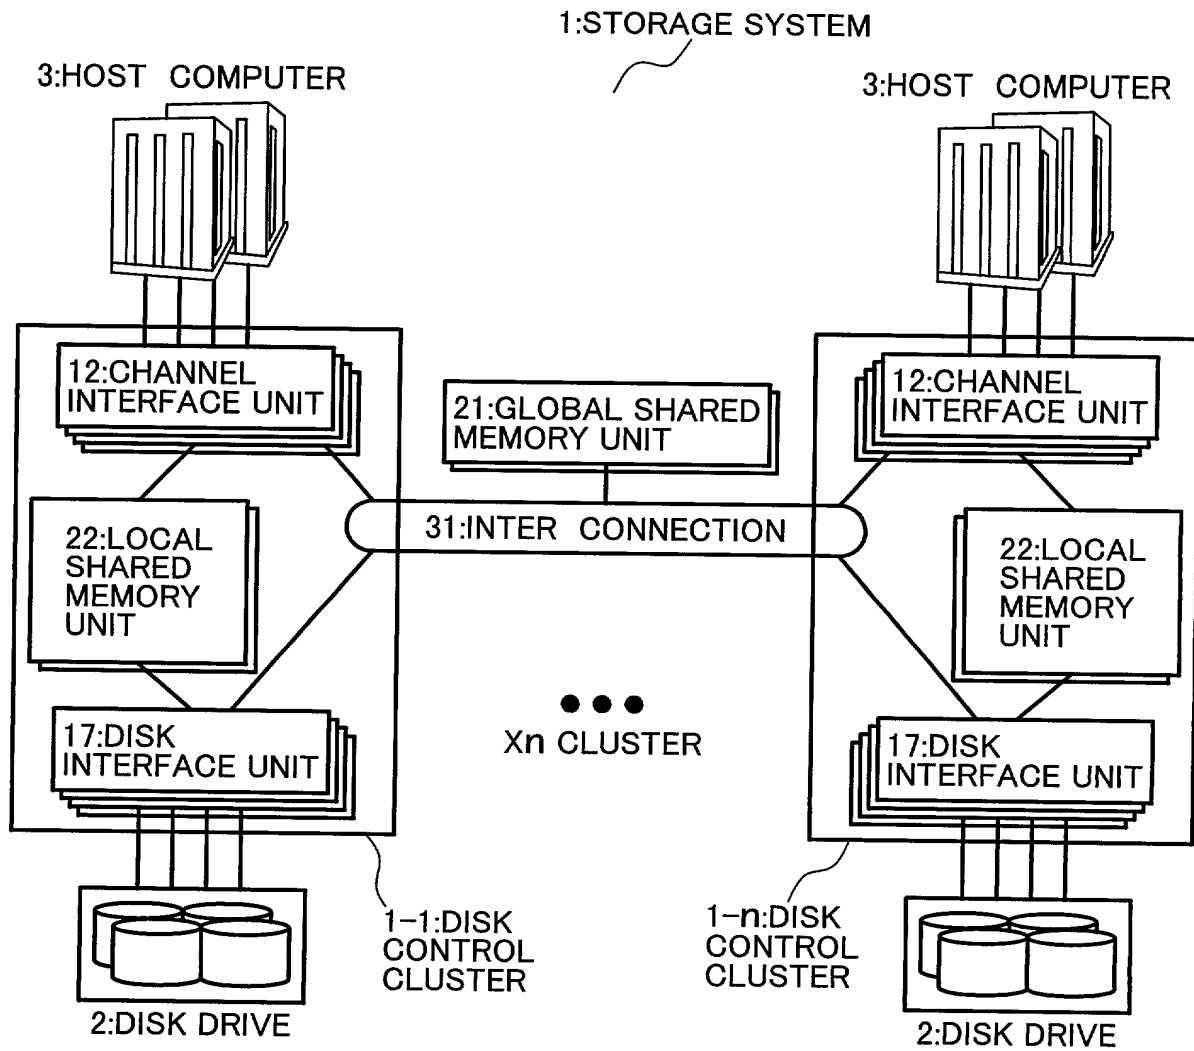 1:STORAGE SYSTEM
3:HOST COMPUTER
3:HOST COMPUTER
12:CHANNEL
INTERFACE UNIT
21:GLOBAL SHARED
MEMORY UNIT
12:CHANNEL
INTERFACE UNIT
31:INTER CONNECTION
22:LOCAL
SHARED
MEMORY
UNIT
22:LOCAL
SHARED
MEMORY
UNIT
Xn CLUSTER
17:DISK
INTERFACE UNIT
17:DISK
INTERFACE UNIT
1-1:DISK
CONTROL
CLUSTER
1-n:DISK
CONTROL
CLUSTER
2:DISK DRIVE
2:DISK DRIVE